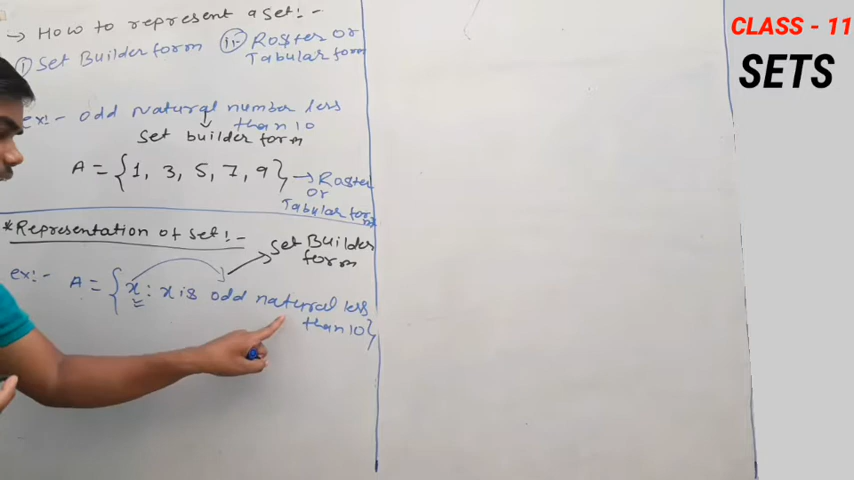 → How to represent a set! -
(i) Set Builder form (ii)- Roster or
Tabular form
ex:- odd natural number less
than 10
set builder form
A = {1, 3, 5, 7, 9} → Roster
or
Tabular form
*Representation of set! -
Set Builder
form
ex:- A = {x : x is odd natural less
than 10}
CLASS - 11
SETS